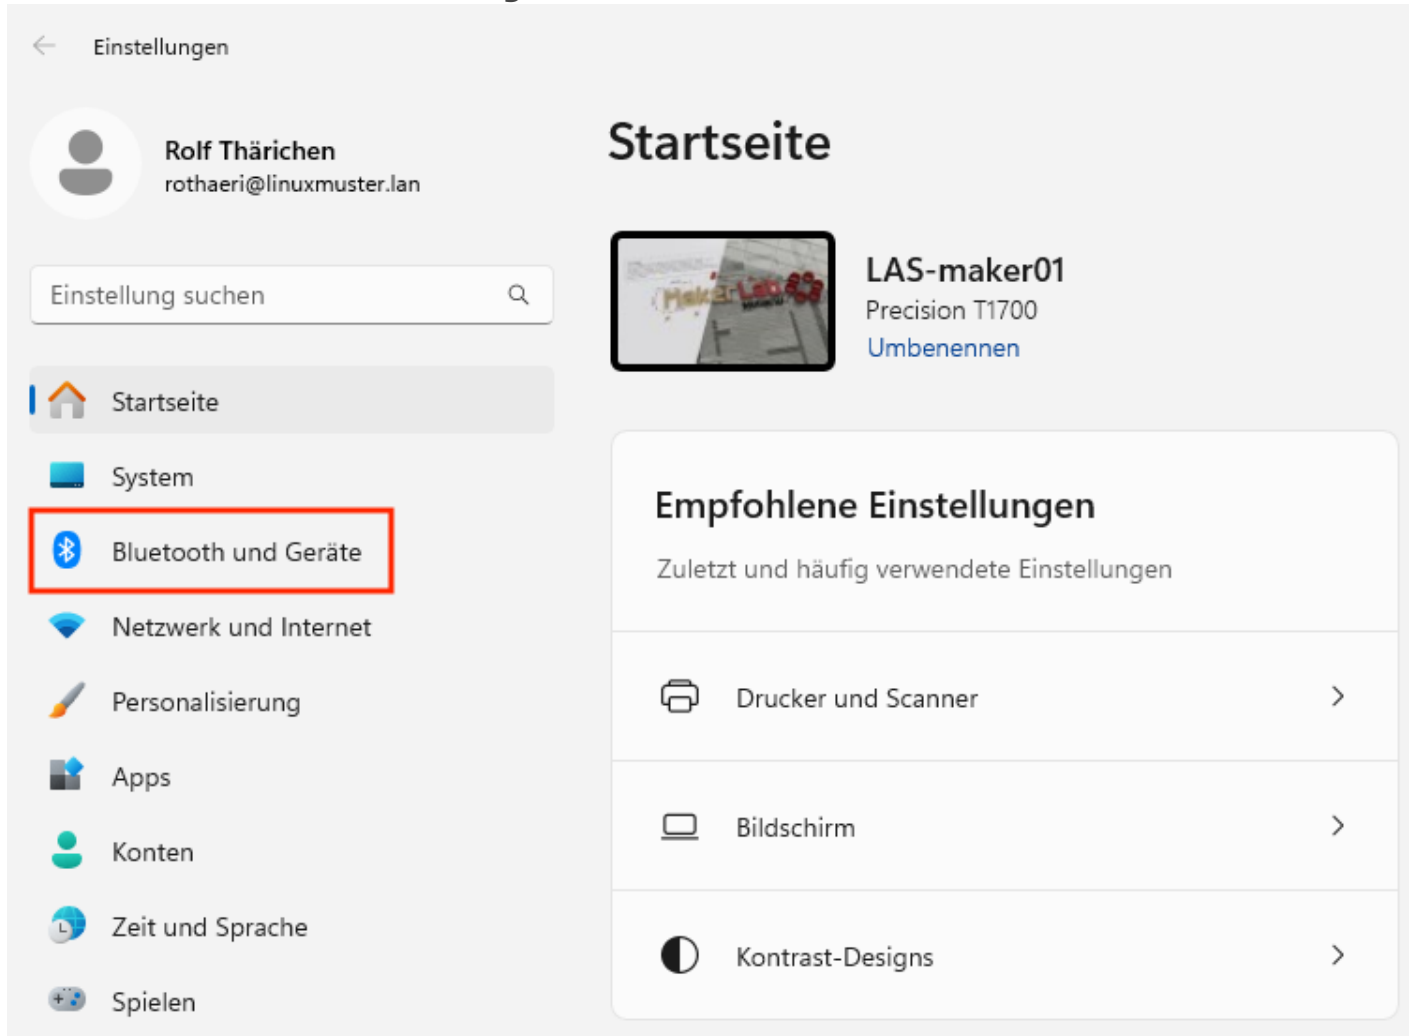 Einstellungen
Rolf Thärichen
rothaeri@linuxmuster.lan
Einstellung suchen
Startseite
System
Bluetooth und Geräte
Netzwerk und Internet
Personalisierung
Apps
Konten
Zeit und Sprache
Spielen
Startseite
Maker Lab
LAS-maker01
Precision T1700
Umbenennen
Empfohlene Einstellungen
Zuletzt und häufig verwendete Einstellungen
Drucker und Scanner
Bildschirm
Kontrast-Designs